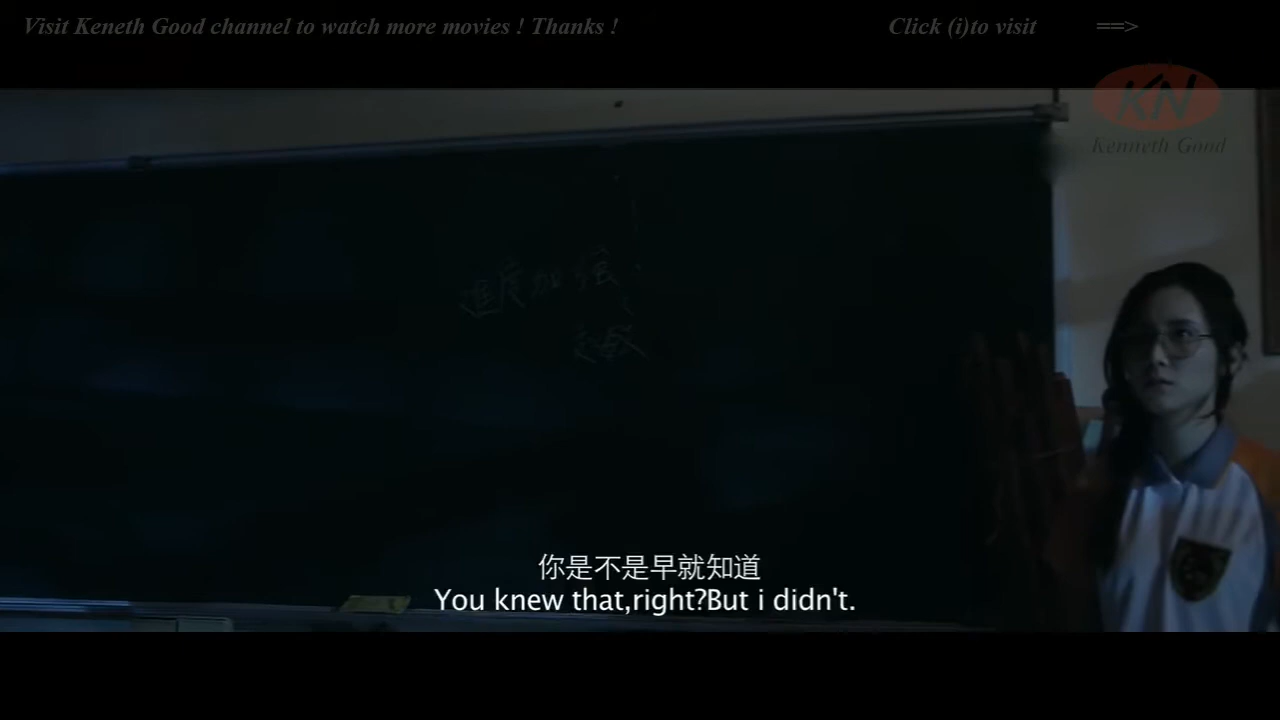 Visit Keneth Good channel to watch more movies ! Thanks !
Click (i)to visit ==>
KN
Kenneth Good
你是不是早就知道
You knew that,right?But i didn't.